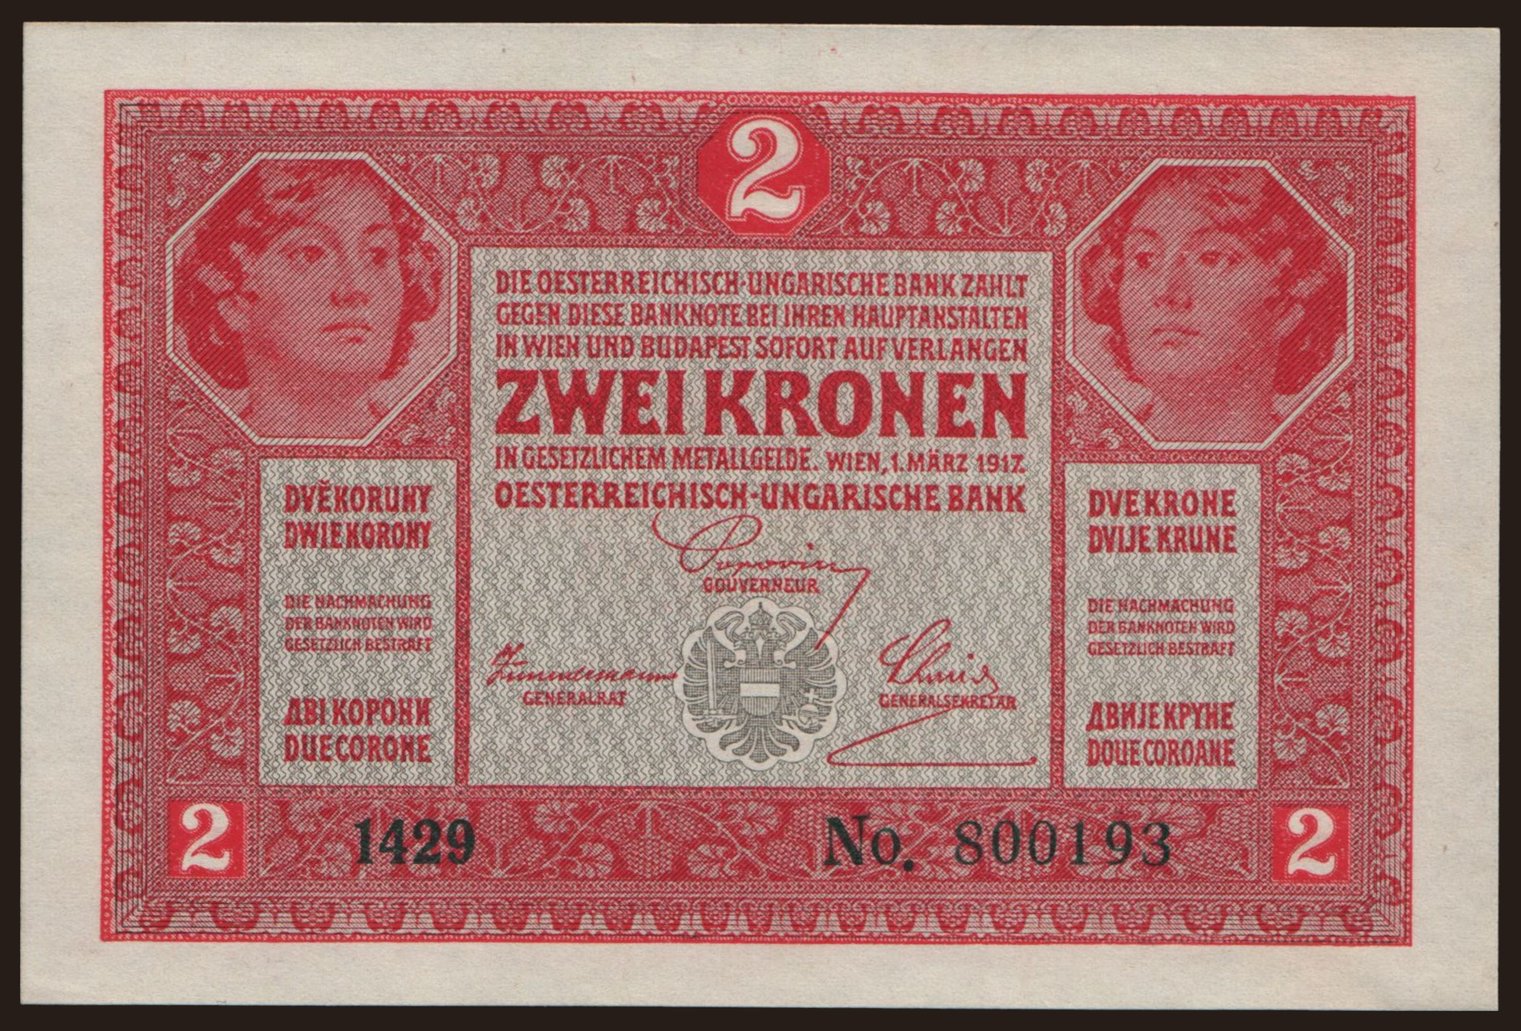 2
DIE OESTERREICHISCH-UNGARISCHE BANK ZAHLT
GEGEN DIESE BANKNOTE BEI IHREN HAUPTANSTALTEN
IN WIEN UND BUDAPEST SOFORT AUF VERLANGEN
ZWEI KRONEN
IN GESETZLICHEM METALLGELDE. WIEN, 1. MÄRZ 1917.
OESTERREICHISCH-UNGARISCHE BANK
Popovics
GOUVERNEUR
GENERALRAT
GENERALSEKRETÄR
DVĚ KORUNY
DWIE KORONY
DIE NACHMACHUNG
DER BANKNOTEN WIRD
GESETZLICH BESTRAFT
ДВІ КОРОНИ
DUE CORONE
DVE KRONE
DVIJE KRUNE
DIE NACHMACHUNG
DER BANKNOTEN WIRD
GESETZLICH BESTRAFT
ДВИЈЕ КРУНЕ
DOUE COROANE
2
1429
No. 800193
2